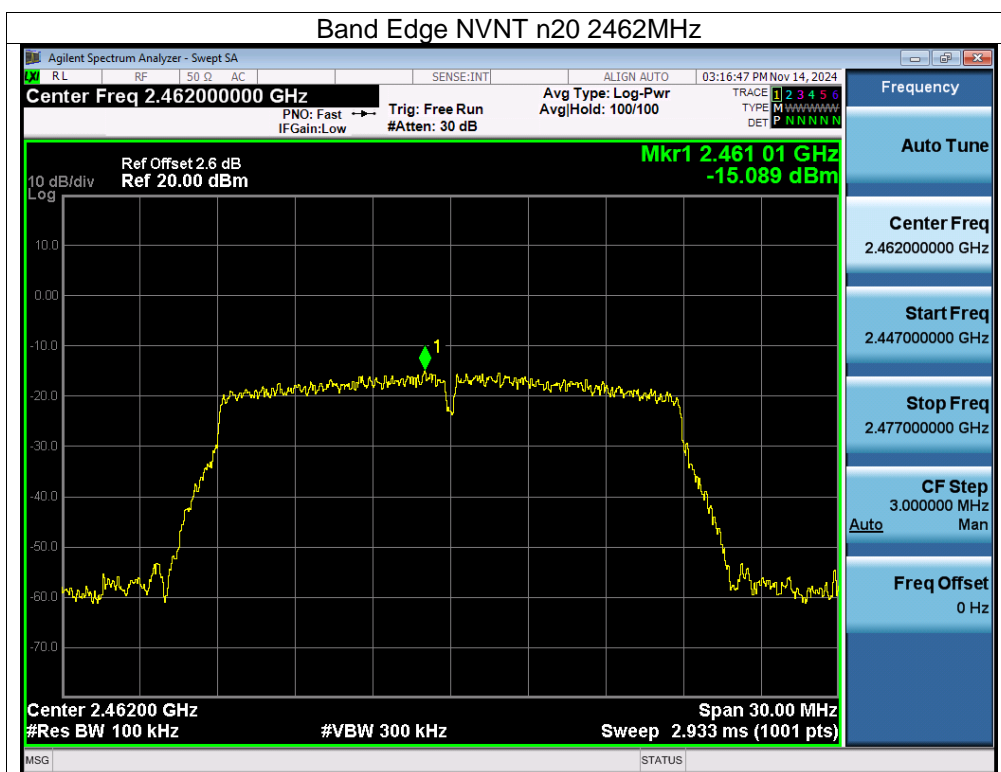 Band Edge NVNT n20 2462MHz
Agilent Spectrum Analyzer - Swept SA
LXI RL RF 50 Ω AC SENSE:INT ALIGN AUTO 03:16:47 PM Nov 14, 2024
Center Freq 2.462000000 GHz
PNO: Fast
IFGain:Low
Trig: Free Run
#Atten: 30 dB
Avg Type: Log-Pwr
Avg|Hold: 100/100
TRACE 1 2 3 4 5 6
TYPE M WWWWW
DET P N N N N N
Ref Offset 2.6 dB
10 dB/div Ref 20.00 dBm
Log
Mkr1 2.461 01 GHz
-15.089 dBm
10.0
0.00
-10.0
-20.0
-30.0
-40.0
-50.0
-60.0
-70.0
1
Center 2.46200 GHz Span 30.00 MHz
#Res BW 100 kHz #VBW 300 kHz Sweep 2.933 ms (1001 pts)
MSG STATUS
Frequency
Auto Tune
Center Freq
2.462000000 GHz
Start Freq
2.447000000 GHz
Stop Freq
2.477000000 GHz
CF Step
3.000000 MHz
Auto Man
Freq Offset
0 Hz